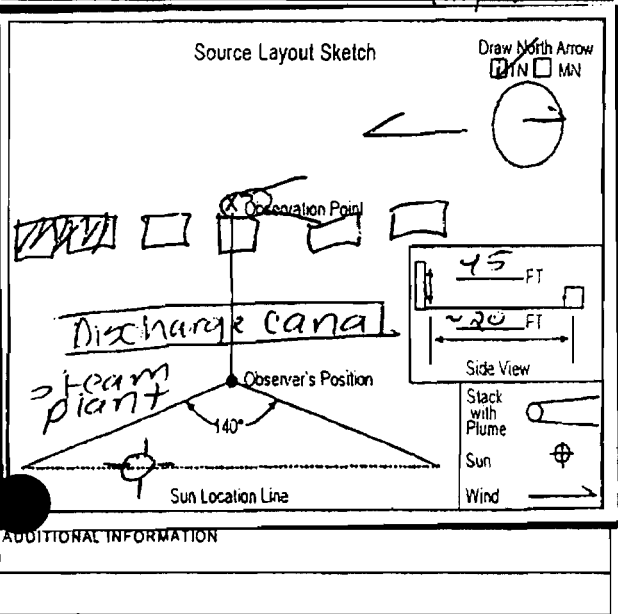 Source Layout Sketch
Draw North Arrow
TN MN
X Observation Point
45 FT
~20 FT
Side View
Discharge canal
steam
plant
Observer's Position
140°
Sun Location Line
Stack
with
Plume
Sun
Wind
ADDITIONAL INFORMATION